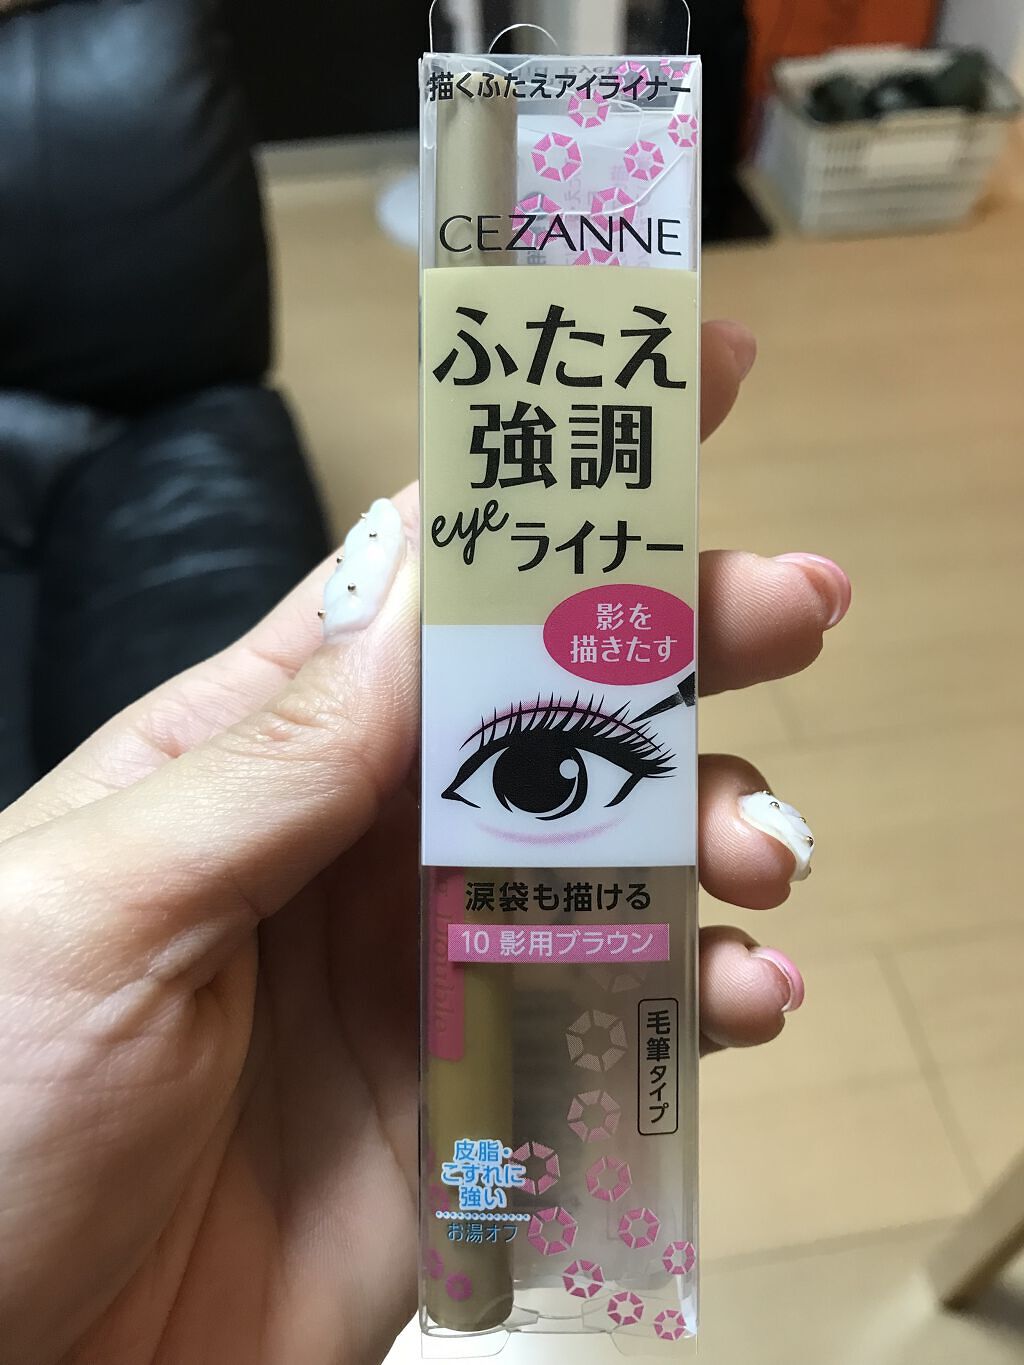 描くふたえアイライナー
CEZANNE
ふたえ
強調
eye
ライナー
影を
描きたす
涙袋も描ける
10 影用ブラウン
毛筆タイプ
皮脂・
こすれに
強い
お湯オフ